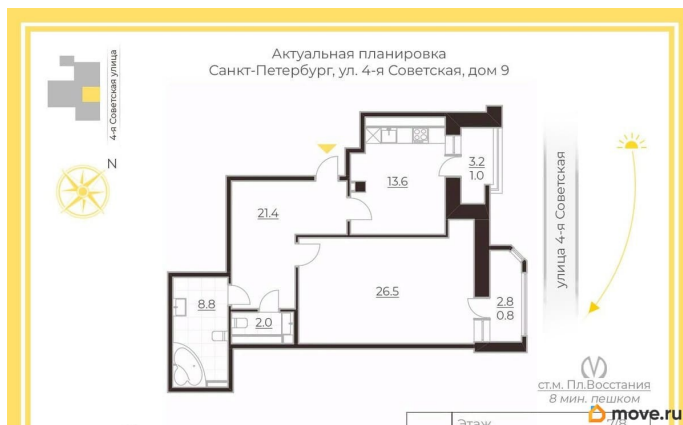 Актуальная планировка
Санкт-Петербург, ул. 4-я Советская, дом 9
4-я Советская улица
N
21.4
13.6
3.2
1.0
26.5
2.8
0.8
8.8
2.0
улица 4-я Советская
ст.м. Пл.Восстания
8 мин. пешком
Этаж
7/8
move.ru